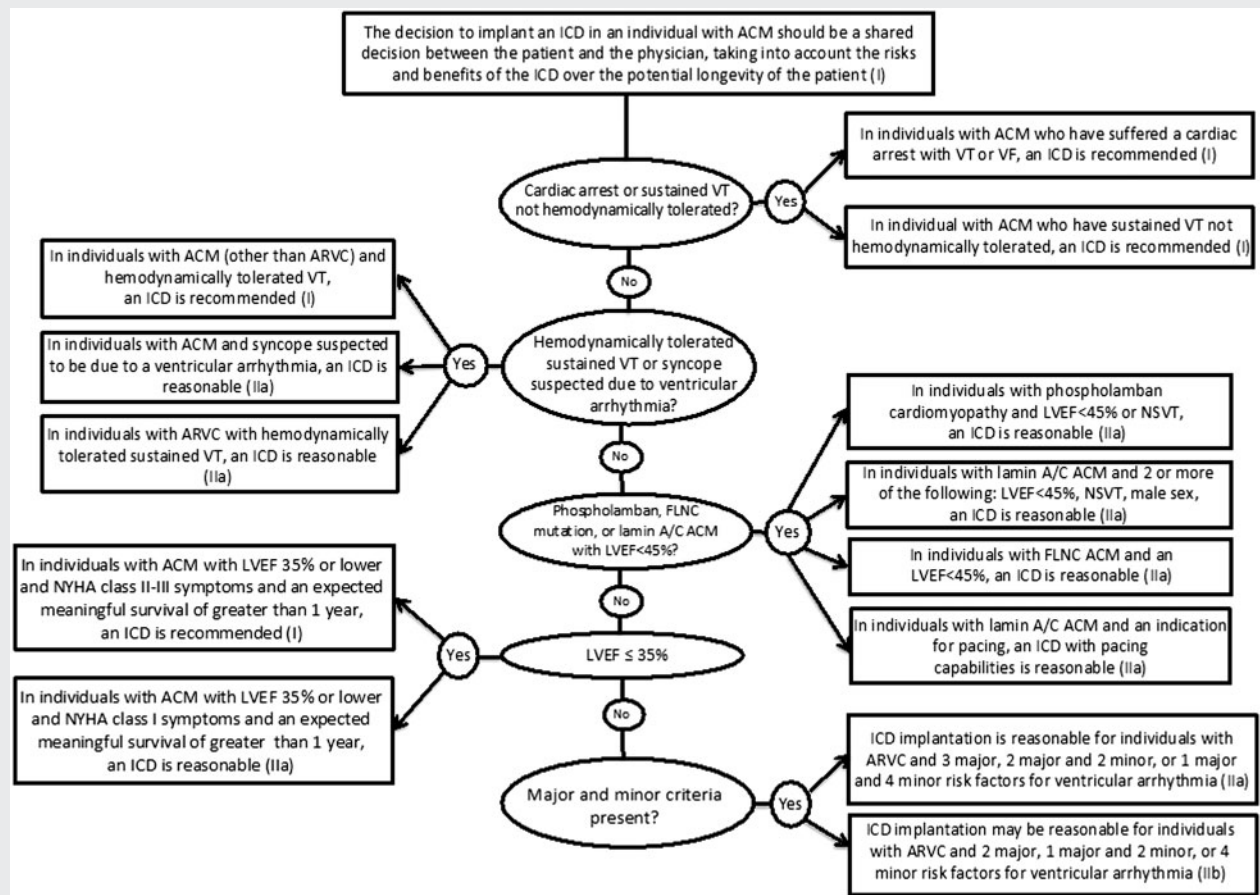 The decision to implant an ICD in an individual with ACM should be a shared
decision between the patient and the physician, taking into account the risks
and benefits of the ICD over the potential longevity of the patient (I)
Cardiac arrest or sustained VT
not hemodynamically tolerated?
Yes
In individuals with ACM who have suffered a cardiac
arrest with VT or VF, an ICD is recommended (I)
In individual with ACM who have sustained VT not
hemodynamically tolerated, an ICD is recommended (I)
No
Hemodynamically tolerated
sustained VT or syncope
suspected due to ventricular
arrhythmia?
Yes
In individuals with ACM (other than ARVC) and
hemodynamically tolerated VT,
an ICD is recommended (I)
In individuals with ACM and syncope suspected
to be due to a ventricular arrhythmia, an ICD is
reasonable (IIa)
In individuals with ARVC with hemodynamically
tolerated sustained VT, an ICD is reasonable
(IIa)
No
Phospholamban, FLNC
mutation, or lamin A/C ACM
with LVEF<45%?
Yes
In individuals with phospholamban
cardiomyopathy and LVEF<45% or NSVT,
an ICD is reasonable (IIa)
In individuals with lamin A/C ACM and 2 or more
of the following: LVEF<45%, NSVT, male sex,
an ICD is reasonable (IIa)
In individuals with FLNC ACM and an
LVEF<45%, an ICD is reasonable (IIa)
In individuals with lamin A/C ACM and an indication
for pacing, an ICD with pacing
capabilities is reasonable (IIa)
No
LVEF ≤ 35%
Yes
In individuals with ACM with LVEF 35% or lower
and NYHA class II-III symptoms and an expected
meaningful survival of greater than 1 year,
an ICD is recommended (I)
In individuals with ACM with LVEF 35% or lower
and NYHA class I symptoms and an expected
meaningful survival of greater than 1 year,
an ICD is reasonable (IIa)
No
Major and minor criteria
present?
Yes
ICD implantation is reasonable for individuals with
ARVC and 3 major, 2 major and 2 minor, or 1 major
and 4 minor risk factors for ventricular arrhythmia (IIa)
ICD implantation may be reasonable for individuals
with ARVC and 2 major, 1 major and 2 minor, or 4
minor risk factors for ventricular arrhythmia (IIb)